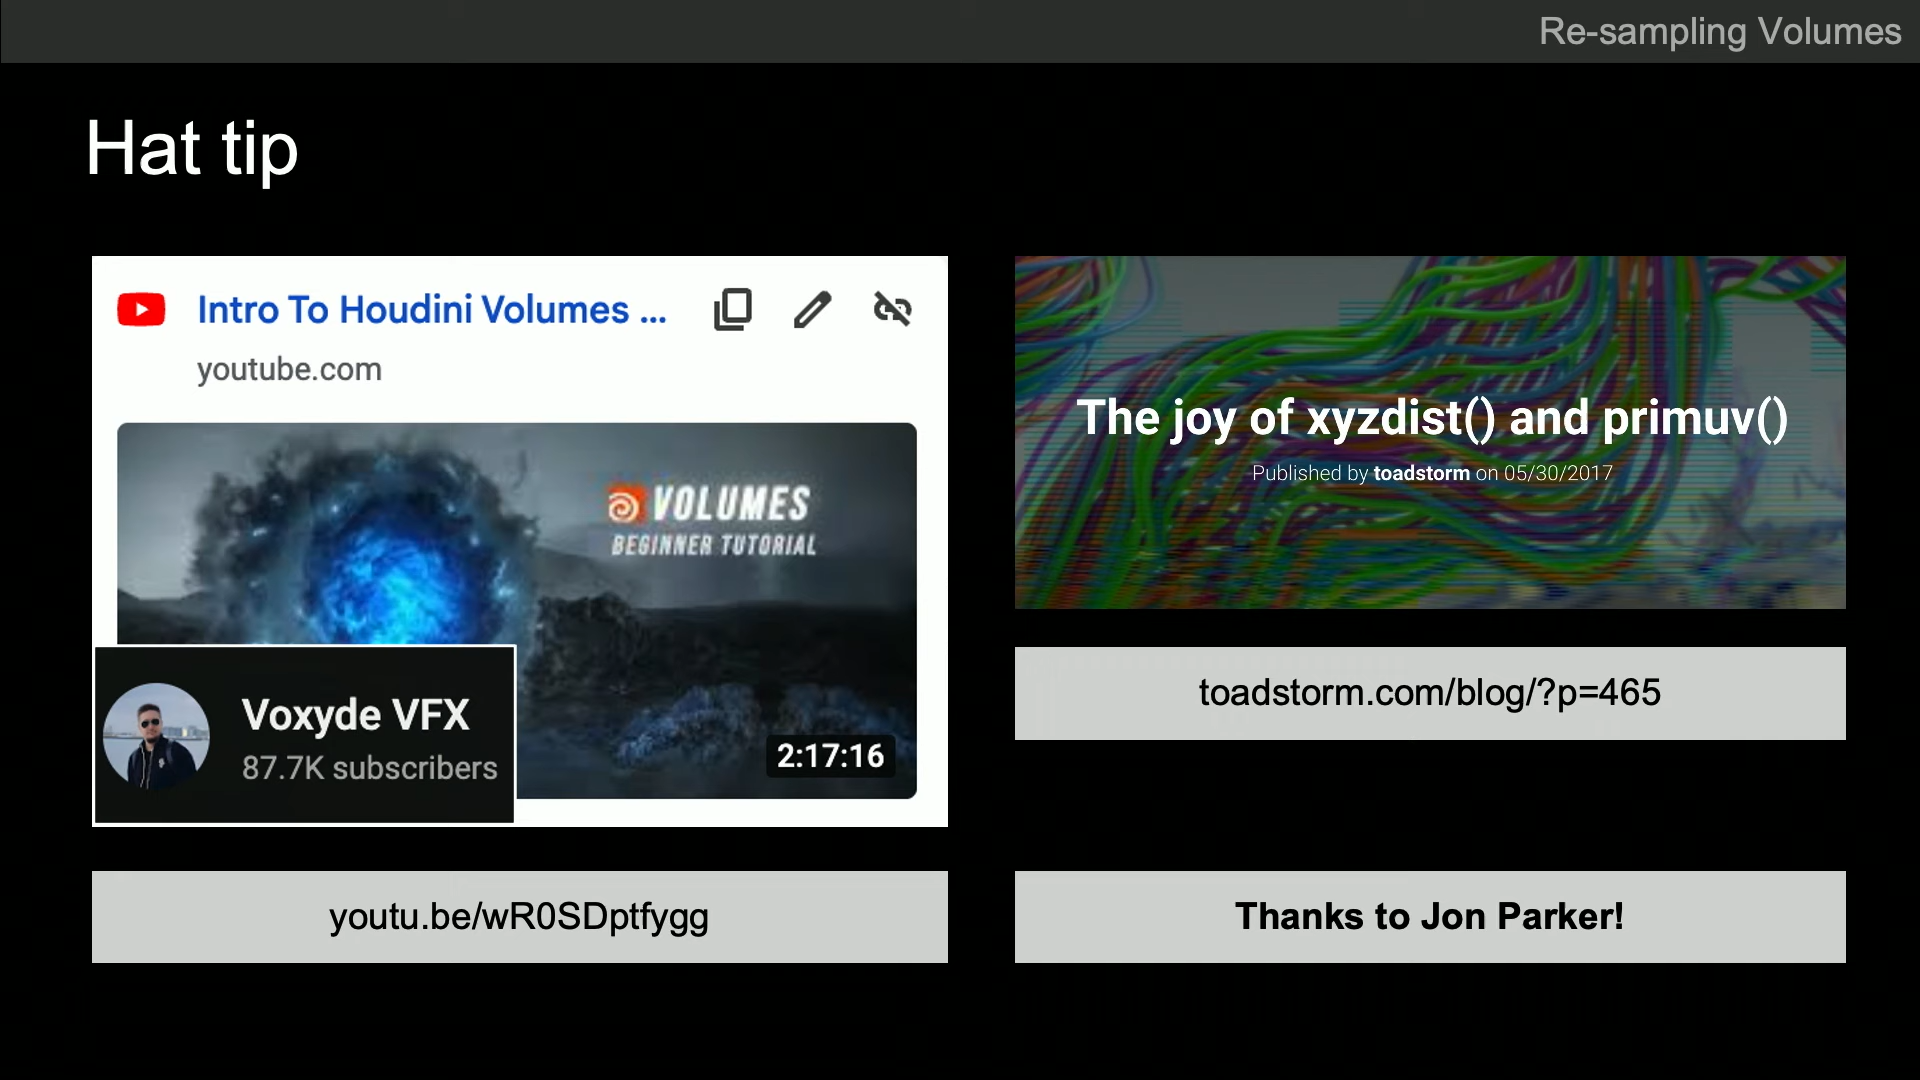 Re-sampling Volumes
Hat tip
Intro To Houdini Volumes ...
youtube.com
VOLUMES
BEGINNER TUTORIAL
Voxyde VFX
87.7K subscribers
2:17:16
youtu.be/wR0SDptfygg
The joy of xyzdist() and primuv()
Published by toadstorm on 05/30/2017
toadstorm.com/blog/?p=465
Thanks to Jon Parker!